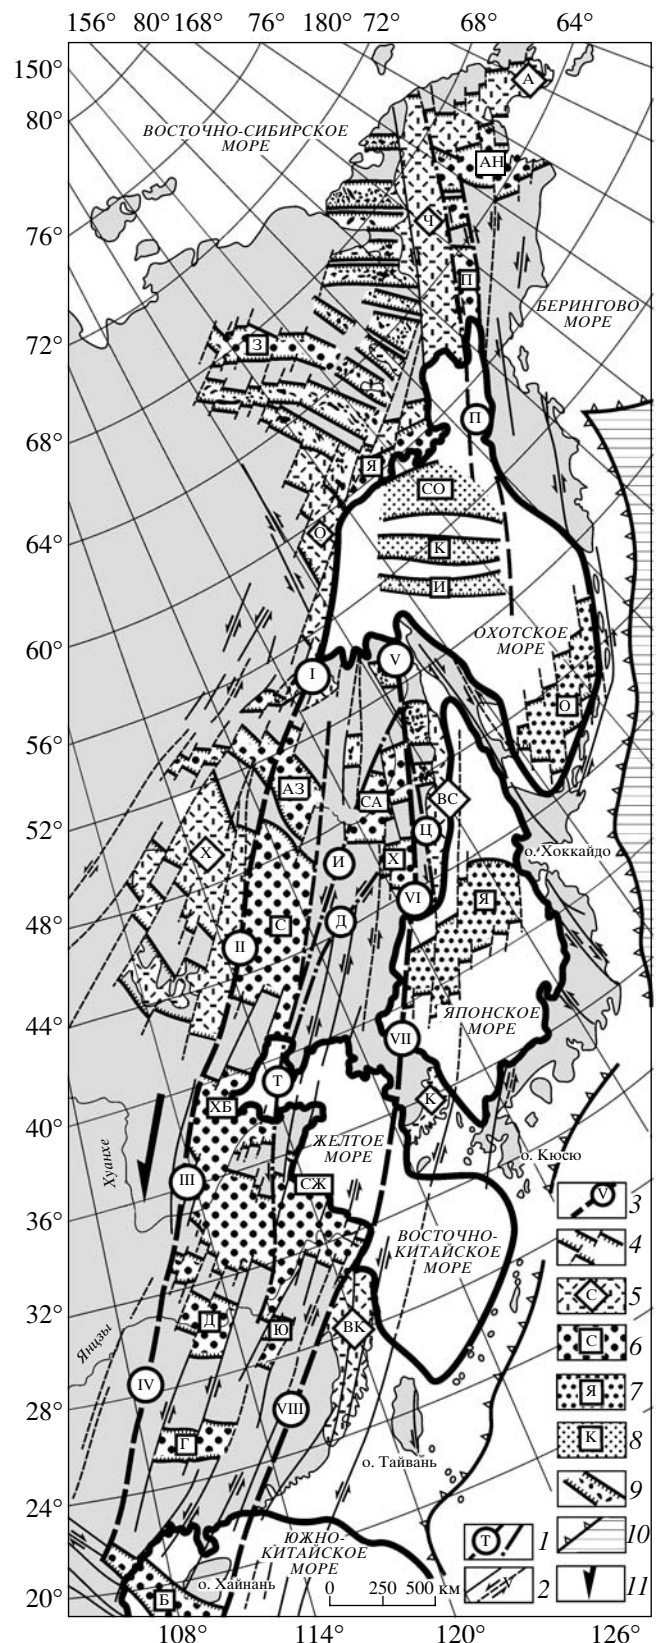 156° 80° 168° 76° 180° 72° 68° 64°
150°
80°
76°
72°
68°
64°
60°
56°
52°
48°
44°
40°
36°
32°
28°
24°
20°
108° 114° 120° 126°
А
ВОСТОЧНО-СИБИРСКОЕ
МОРЕ
АН
Ч
П
БЕРИНГОВО
МОРЕ
З
П
Я
СО
О
К
И
ОХОТСКОЕ
МОРЕ
I
V
О
АЗ
СА
ВС
Ц
о. Хоккайдо
Х
И
Х
VI
Я
С
Д
II
ЯПОНСКОЕ
МОРЕ
VII
Т
К
ХБ
ЖЕЛТОЕ
МОРЕ
о. Кюсю
Хуанхе
III
СЖ
ВОСТОЧНО-
КИТАЙСКОЕ
МОРЕ
Д
Ю
ВК
Янцзы
IV
VIII
Г
о. Тайвань
ЮЖНО-
КИТАЙСКОЕ
МОРЕ
о. Хайнань
Б
0 250 500 км
V 3
4
С 5
С 6
Я 7
К 8
9
Т 1
10
V 2
11